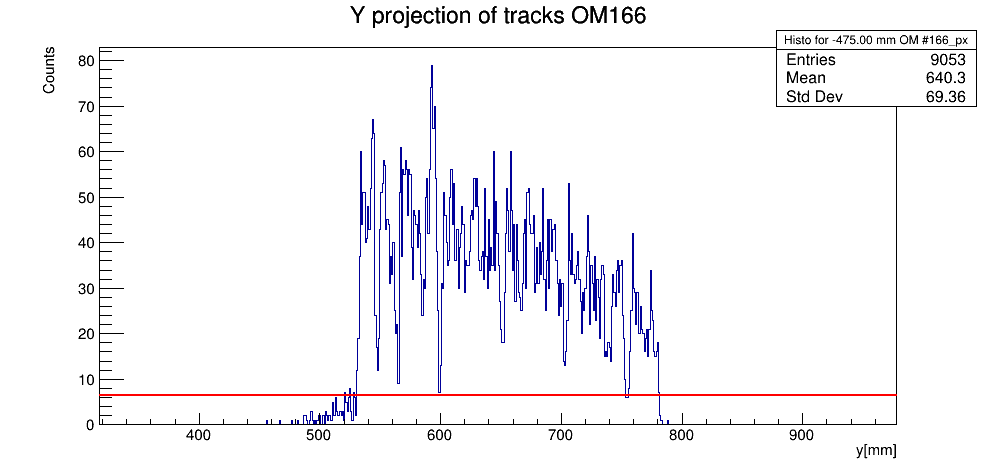 Y projection of tracks OM166
Histo for -475.00 mm OM #166_px
Entries 9053
Mean 640.3
Std Dev 69.36
Counts
80
70
60
50
40
30
20
10
0
400 500 600 700 800 900
y[mm]